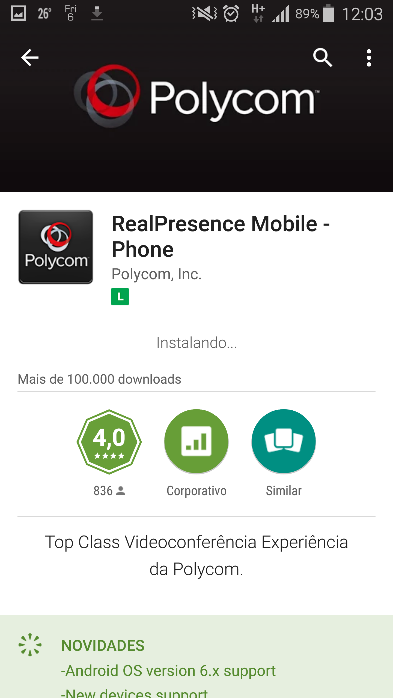 26° Fri 6 H+ 89% 12:03
Polycom™
RealPresence Mobile -
Phone
Polycom, Inc.
Polycom
L
Instalando...
Mais de 100.000 downloads
4,0
836 Corporativo Similar
Top Class Videoconferência Experiência
da Polycom.
NOVIDADES
-Android OS version 6.x support
-New devices support